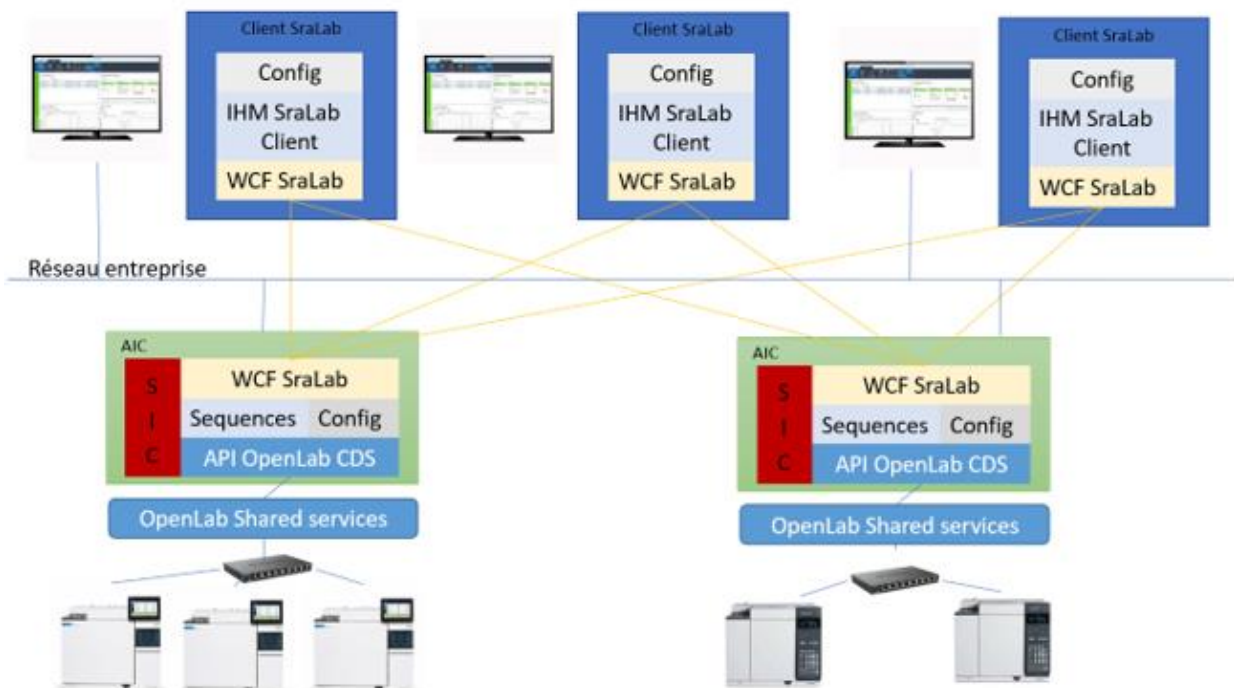 Client SraLab
Config
IHM SraLab
Client
WCF SraLab
Client SraLab
Config
IHM SraLab
Client
WCF SraLab
Client SraLab
Config
IHM SraLab
Client
WCF SraLab
Réseau entreprise
AIC
S
I
C
WCF SraLab
Sequences
Config
API OpenLab CDS
OpenLab Shared services
AIC
S
I
C
WCF SraLab
Sequences
Config
API OpenLab CDS
OpenLab Shared services